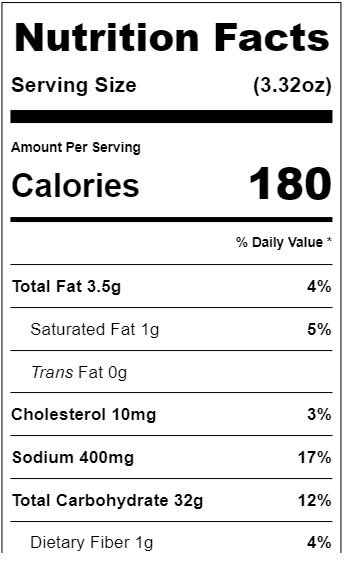 Nutrition Facts
Serving Size (3.32oz)
Amount Per Serving
Calories 180
% Daily Value *
Total Fat 3.5g 4%
Saturated Fat 1g 5%
Trans Fat 0g
Cholesterol 10mg 3%
Sodium 400mg 17%
Total Carbohydrate 32g 12%
Dietary Fiber 1g 4%